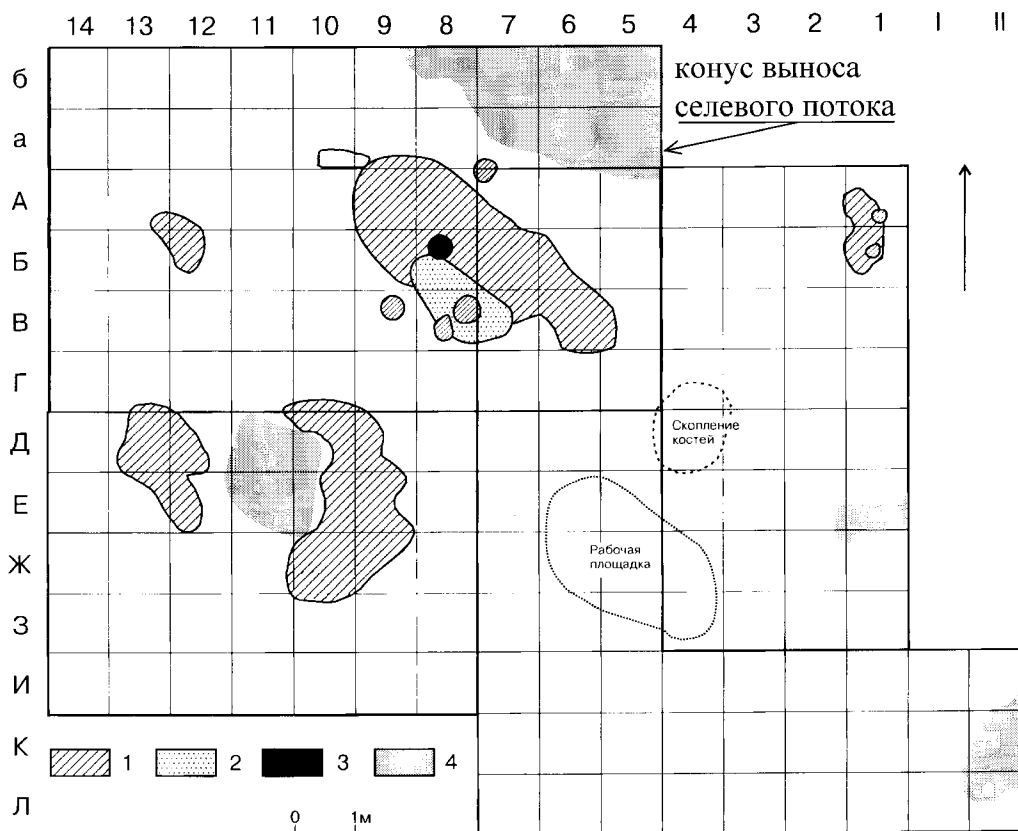 14 13 12 11 10 9 8 7 6 5 4 3 2 1 I II
б
а
А
Б
В
Г
Д
Е
Ж
З
И
К
Л
конус выноса
селевого потока
Скопление
костей
Рабочая
площадка
1 2 3 4
0 1м